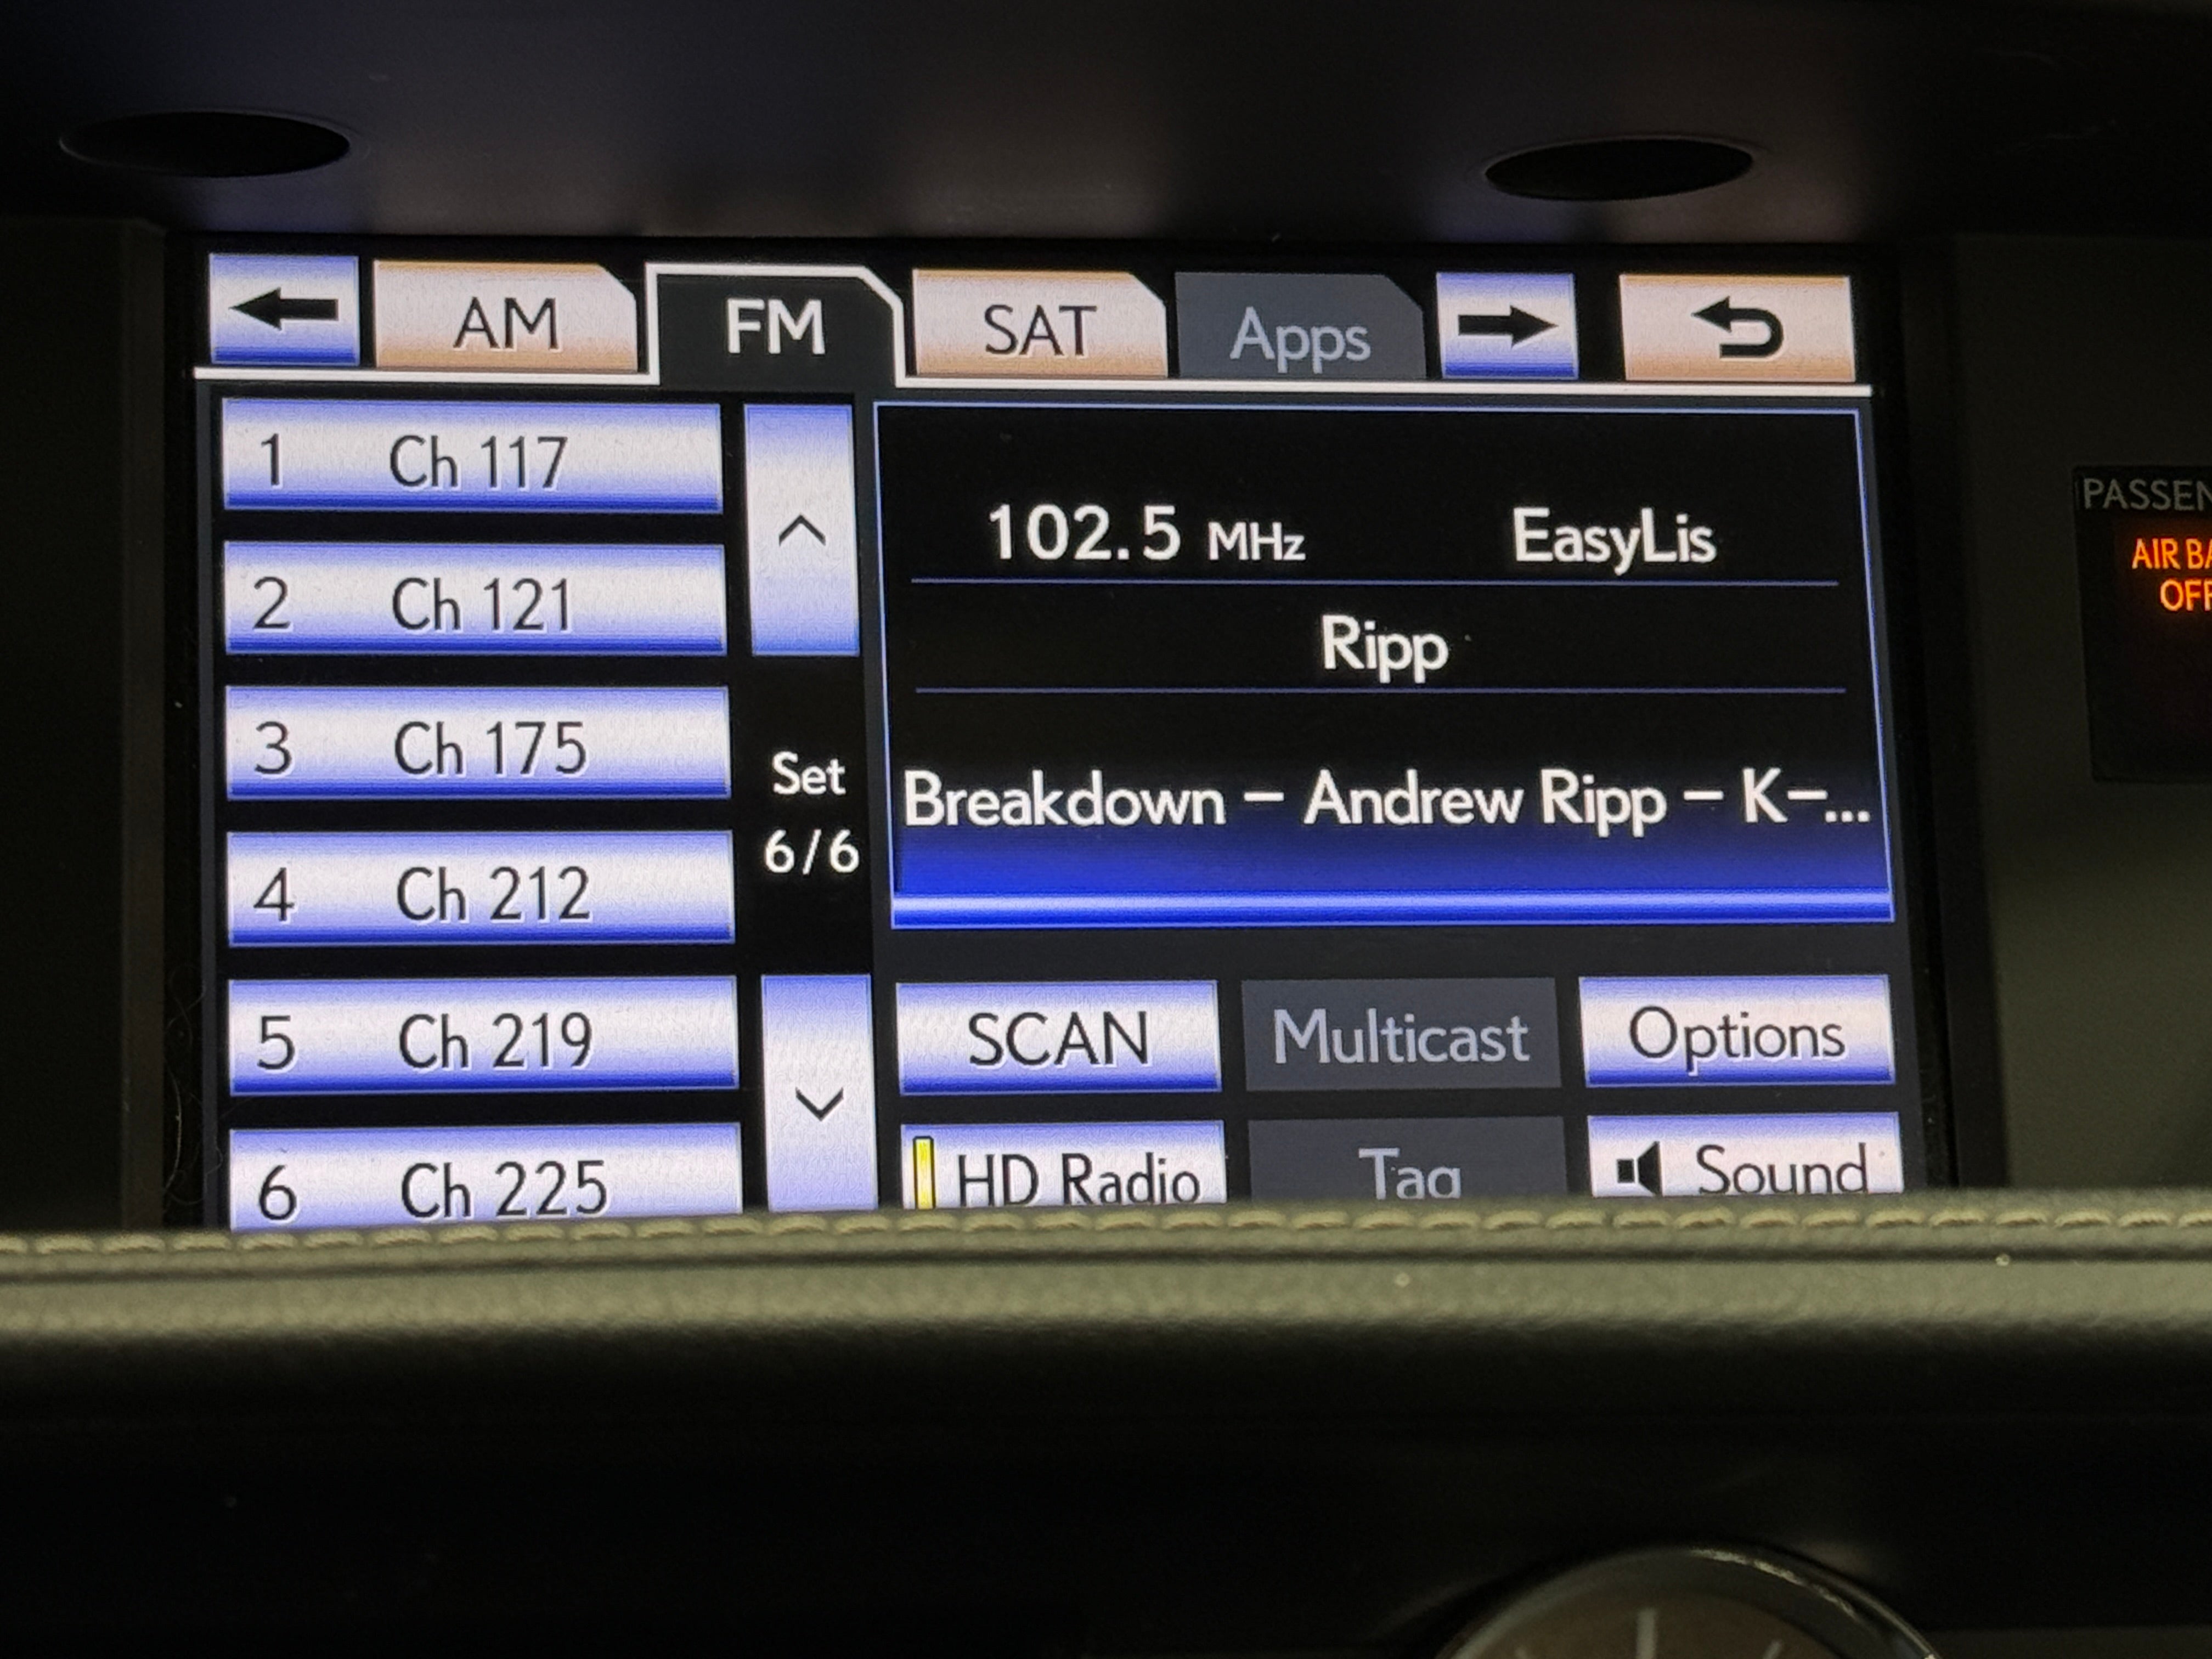 AM FM SAT Apps
1 Ch 117
2 Ch 121
3 Ch 175
4 Ch 212
5 Ch 219
6 Ch 225
Set
6/6
102.5 MHz EasyLis
Ripp
Breakdown - Andrew Ripp - K-...
SCAN Multicast Options
HD Radio Tag Sound
PASSEN
AIR BA
OFF